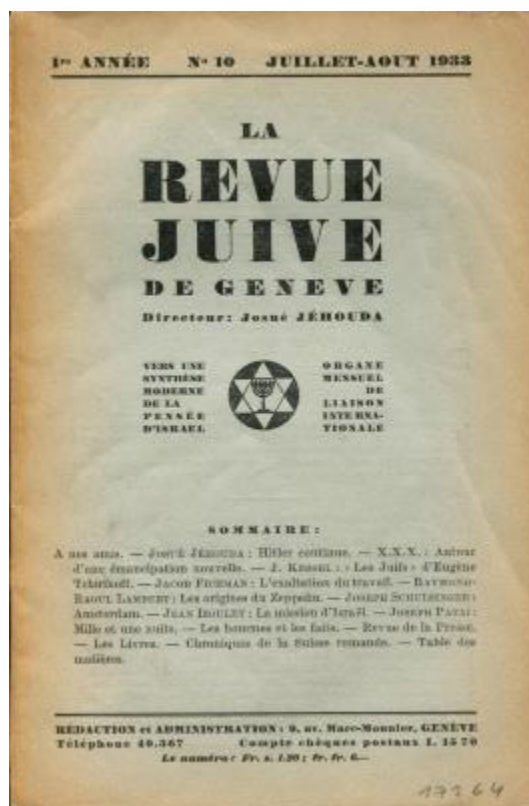 1re ANNÉE No 10 JUILLET-AOUT 1933
LA
REVUE
JUIVE
DE GENEVE
Directeur: Josué JÉHOUDA
VERS UNE
SYNTHÈSE
MODERNE
DE LA
PENSÉE
D'ISRAEL
ORGANE
MENSUEL
DE
LIAISON
INTERNA-
TIONALE
SOMMAIRE:
A nos amis. — JOSUÉ JÉHOUDA: Hitler continue. — X.X.X.: Autour
d'une émancipation nouvelle. — J. KESSEL: «Les Juifs» d'Eugène
Tchirikoff. — JACOB FICHMAN: L'exaltation du travail. — RAYMOND-
RAOUL LAMBERT: Les origines du Zeppelin. — JOSEPH SCHULSINGER:
Amsterdam. — JEAN IZOULET: La mission d'Israël. — JOSEPH PATAI:
Mille et une nuits. — Les hommes et les faits. — Revue de la Presse.
— Les Livres. — Chroniques de la Suisse romande. — Table des
matières.
RÉDACTION et ADMINISTRATION: 9, av. Marc-Monnier, GENÈVE
Téléphone 40.367 Compte chèques postaux I. 1570
Le numéro: Fr. s. 1.20; fr. fr. 6.—
17264